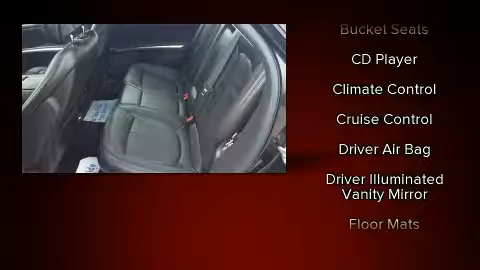 Bucket Seats
CD Player
Climate Control
Cruise Control
Driver Air Bag
Driver Illuminated
Vanity Mirror
Floor Mats